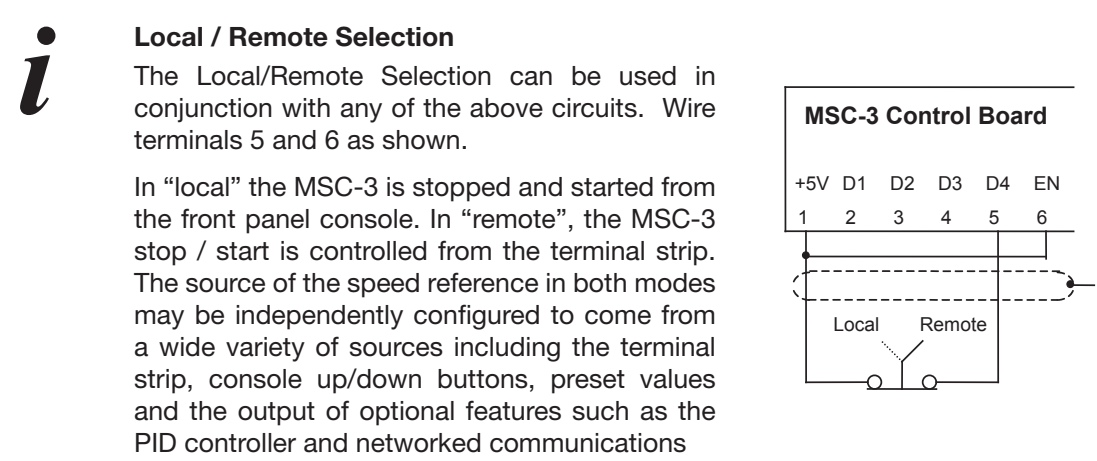 i
Local / Remote Selection
The Local/Remote Selection can be used in
conjunction with any of the above circuits. Wire
terminals 5 and 6 as shown.
In “local” the MSC-3 is stopped and started from
the front panel console. In “remote”, the MSC-3
stop / start is controlled from the terminal strip.
The source of the speed reference in both modes
may be independently configured to come from
a wide variety of sources including the terminal
strip, console up/down buttons, preset values
and the output of optional features such as the
PID controller and networked communications
MSC-3 Control Board
+5V D1 D2 D3 D4 EN
1 2 3 4 5 6
Local Remote